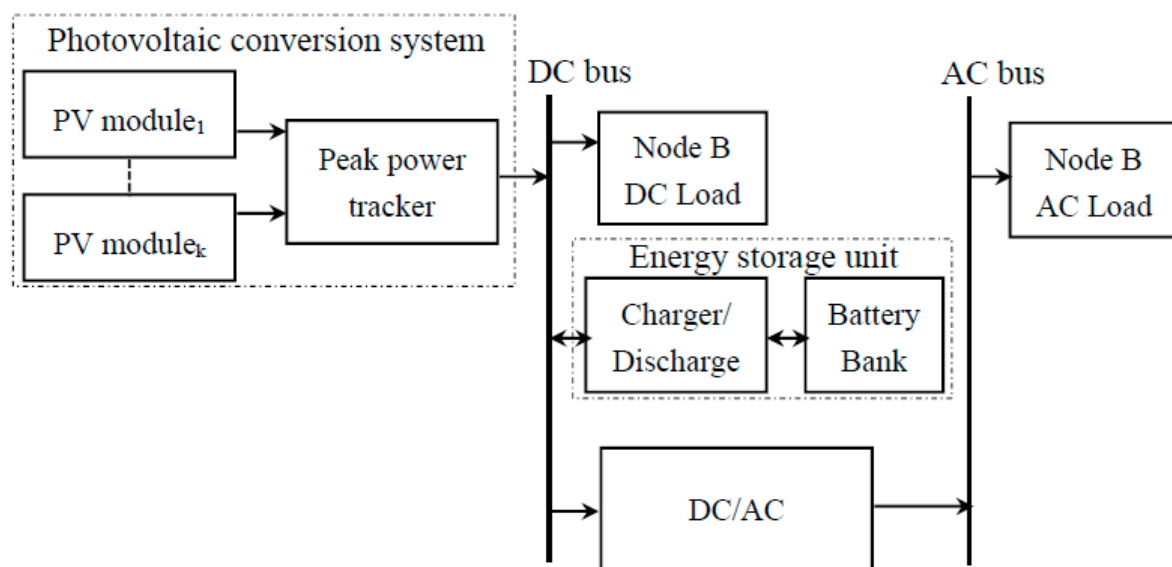 Photovoltaic conversion system
PV module1
PV modulek
Peak power
tracker
DC bus
Node B
DC Load
Energy storage unit
Charger/
Discharge
Battery
Bank
DC/AC
AC bus
Node B
AC Load